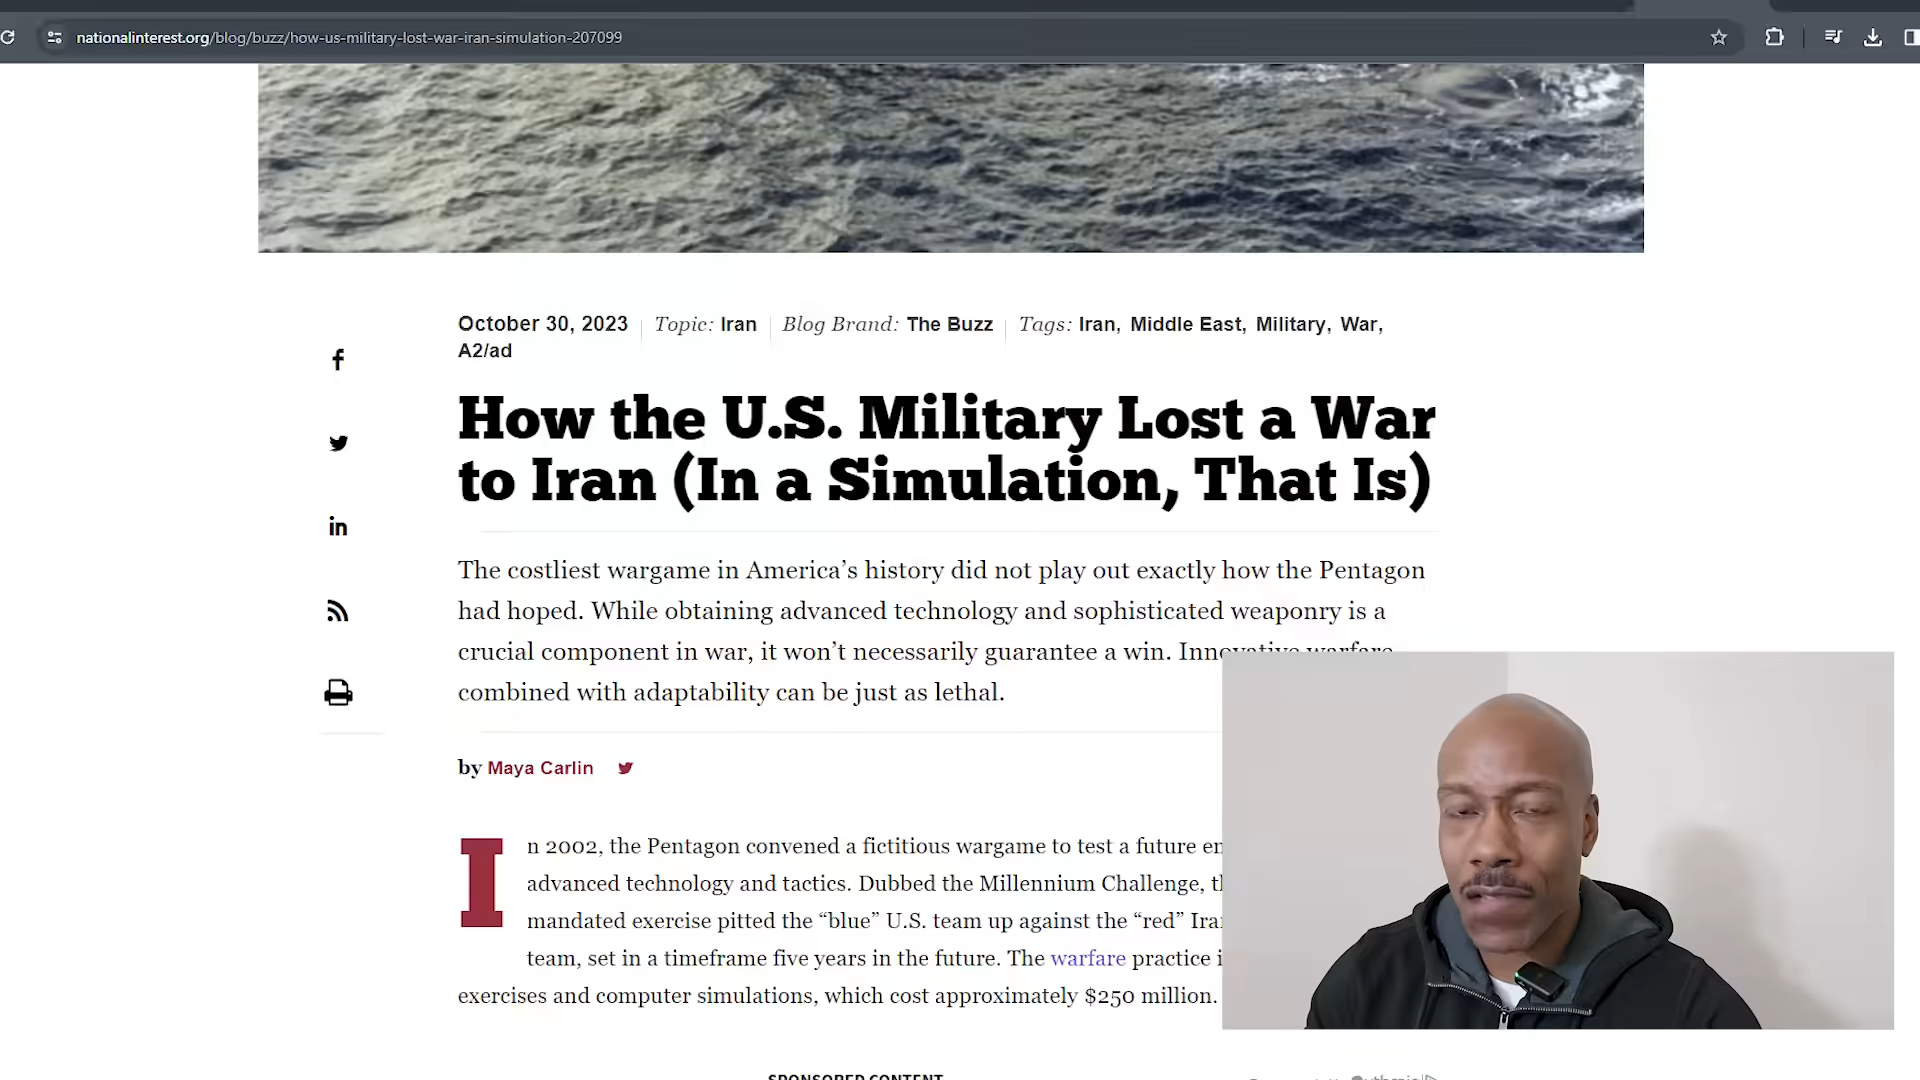 nationalinterest.org/blog/buzz/how-us-military-lost-war-iran-simulation-207099
October 30, 2023 Topic: Iran Blog Brand: The Buzz Tags: Iran, Middle East, Military, War,
A2/ad
How the U.S. Military Lost a War
to Iran (In a Simulation, That Is)
The costliest wargame in America’s history did not play out exactly how the Pentagon
had hoped. While obtaining advanced technology and sophisticated weaponry is a
crucial component in war, it won’t necessarily guarantee a win. Innovative warfare
combined with adaptability can be just as lethal.
by Maya Carlin
In 2002, the Pentagon convened a fictitious wargame to test a future
advanced technology and tactics. Dubbed the Millennium Challenge,
mandated exercise pitted the “blue” U.S. team up against the “red”
team, set in a timeframe five years in the future. The warfare practice
exercises and computer simulations, which cost approximately $250 million.
SPONSORED CONTENT